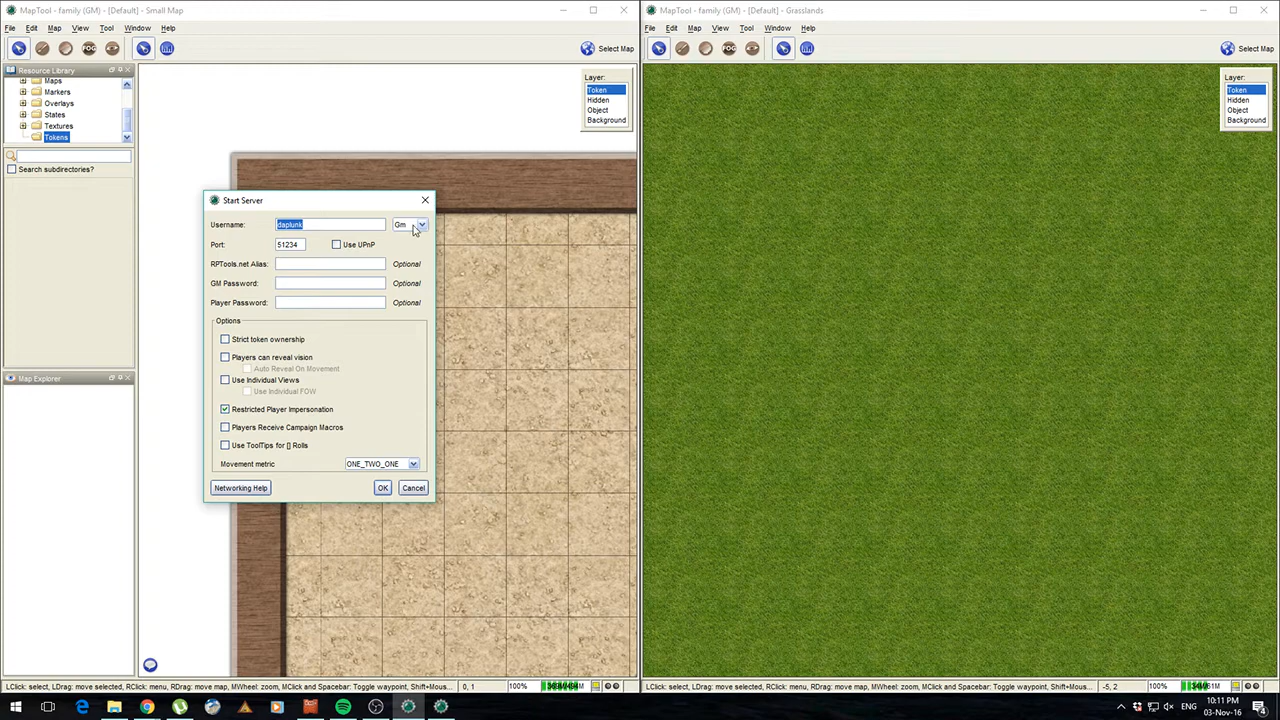 MapTool - family (GM) - [Default] - Small Map
File Edit Map View Tool Window Help
FOG
Select Map
Resource Library
Maps
Markers
Overlays
States
Textures
Tokens
Search subdirectories?
Map Explorer
Layer:
Token
Hidden
Object
Background
Start Server
Username: daplunk Gm
Port: 51234 Use UPnP
RPTools.net Alias: Optional
GM Password: Optional
Player Password: Optional
Options
Strict token ownership
Players can reveal vision
Auto Reveal On Movement
Use Individual Views
Use Individual FOW
Restricted Player Impersonation
Players Receive Campaign Macros
Use ToolTips for [] Rolls
Movement metric ONE_TWO_ONE
Networking Help OK Cancel
LClick: select, LDrag: move selected, RClick: menu, RDrag: move map, MWheel: zoom, MClick and Spacebar: Toggle waypoint, Shift+Mous... 0, 1 100%
MapTool - family (GM) - [Default] - Grasslands
File Edit Map View Tool Window Help
FOG
Select Map
Layer:
Token
Hidden
Object
Background
LClick: select, LDrag: move selected, RClick: menu, RDrag: move map, MWheel: zoom, MClick and Spacebar: Toggle waypoint, Shift+Mous... -5, 2 100%
ENG
10:11 PM
03-Nov-16